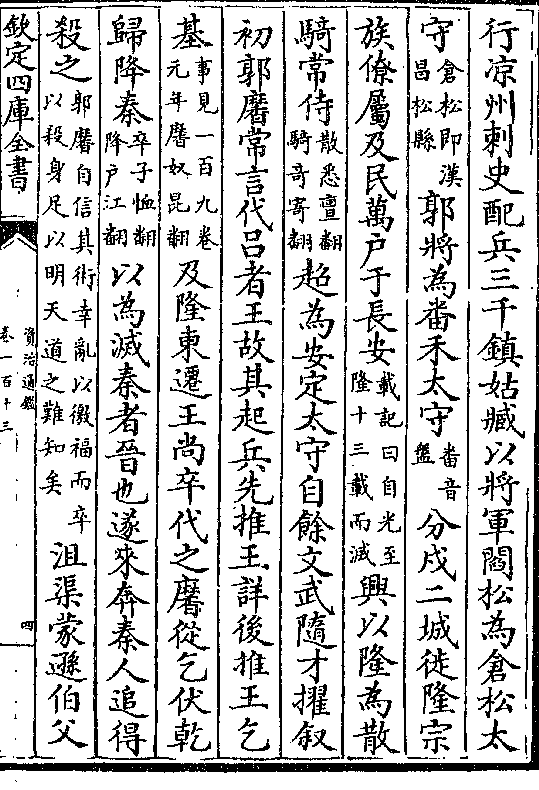 行涼州刺史配兵三千鎮姑臧以將軍閻松為倉松太
守倉松即漢昌松縣郭將為番禾太守番音盤分戍二城徙隆宗
族僚屬及民萬戶于長安載記曰自光至隆十三載而滅興以隆為散
騎常侍散悉亶翻騎奇寄翻超為安定太守自餘文武隨才擢叙
初郭黁常言代呂者王故其起兵先推王詳後推王乞
基事見一百九卷元年黁奴昆翻及隆東遷王尚卒代之黁從乞伏乾
歸降秦卒子恤翻降戶江翻以為滅秦者晉也遂來奔秦人追得
殺之郭黁自信其術幸亂以徼福而卒以殺身足以明天道之難知矣沮渠蒙遜伯父
欽定四庫全書
資治通鑑
卷一百十三
四